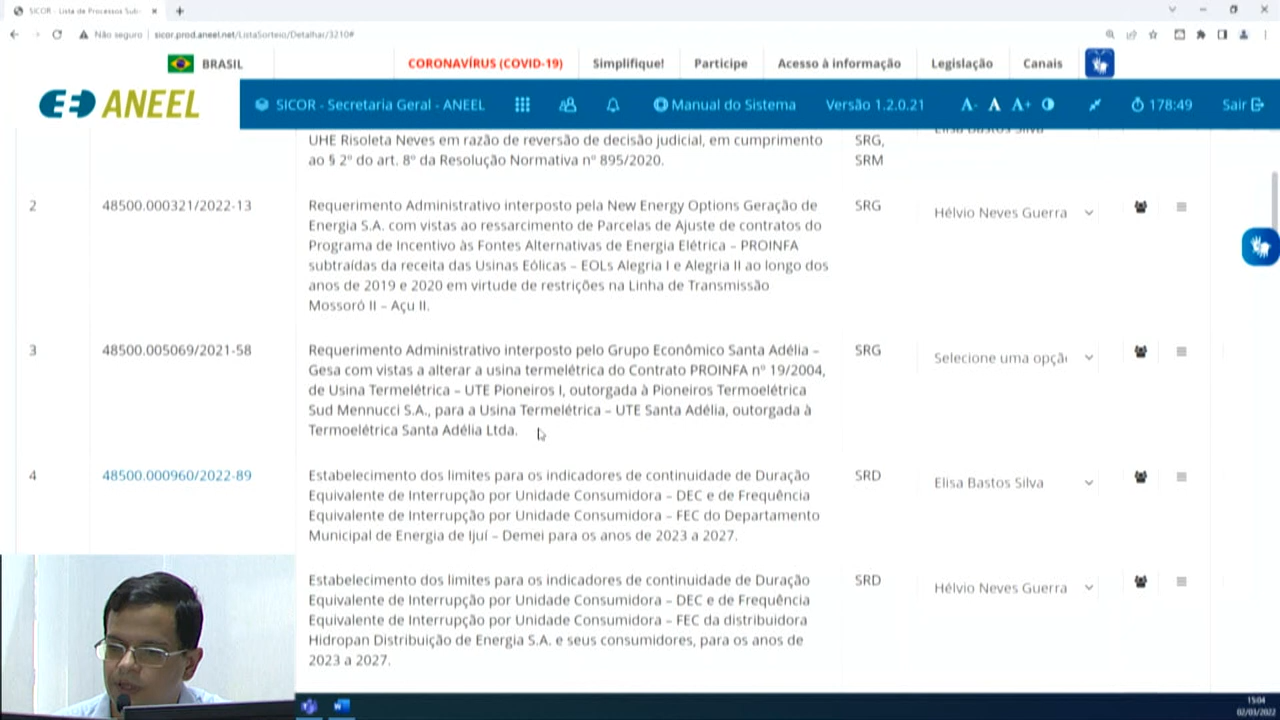 SICOR - Lista de Processos Sub
Não seguro | sicor.prod.aneel.net/ListaSorteio/Detalhar/3210#
BRASIL
CORONAVÍRUS (COVID-19)
Simplifique!
Participe
Acesso à informação
Legislação
Canais
ANEEL
SICOR - Secretaria Geral - ANEEL
Manual do Sistema
Versão 1.2.0.21
A- A A+
178:49
Sair
UHE Risoleta Neves em razão de reversão de decisão judicial, em cumprimento
ao § 2º do art. 8º da Resolução Normativa nº 895/2020.
SRG,
SRM
Elisa Bastos Silva
2
48500.000321/2022-13
Requerimento Administrativo interposto pela New Energy Options Geração de
Energia S.A. com vistas ao ressarcimento de Parcelas de Ajuste de contratos do
Programa de Incentivo às Fontes Alternativas de Energia Elétrica – PROINFA
subtraídas da receita das Usinas Eólicas – EOLs Alegria I e Alegria II ao longo dos
anos de 2019 e 2020 em virtude de restrições na Linha de Transmissão
Mossoró II – Açu II.
SRG
Hélvio Neves Guerra
3
48500.005069/2021-58
Requerimento Administrativo interposto pelo Grupo Econômico Santa Adélia –
Gesa com vistas a alterar a usina termelétrica do Contrato PROINFA nº 19/2004,
de Usina Termelétrica – UTE Pioneiros I, outorgada à Pioneiros Termoelétrica
Sud Mennucci S.A., para a Usina Termelétrica – UTE Santa Adélia, outorgada à
Termoelétrica Santa Adélia Ltda.
SRG
Selecione uma opçã
4
48500.000960/2022-89
Estabelecimento dos limites para os indicadores de continuidade de Duração
Equivalente de Interrupção por Unidade Consumidora – DEC e de Frequência
Equivalente de Interrupção por Unidade Consumidora – FEC do Departamento
Municipal de Energia de Ijuí – Demei para os anos de 2023 a 2027.
SRD
Elisa Bastos Silva
Estabelecimento dos limites para os indicadores de continuidade de Duração
Equivalente de Interrupção por Unidade Consumidora – DEC e de Frequência
Equivalente de Interrupção por Unidade Consumidora – FEC da distribuidora
Hidropan Distribuição de Energia S.A. e seus consumidores, para os anos de
2023 a 2027.
SRD
Hélvio Neves Guerra
15:04
02/03/2022